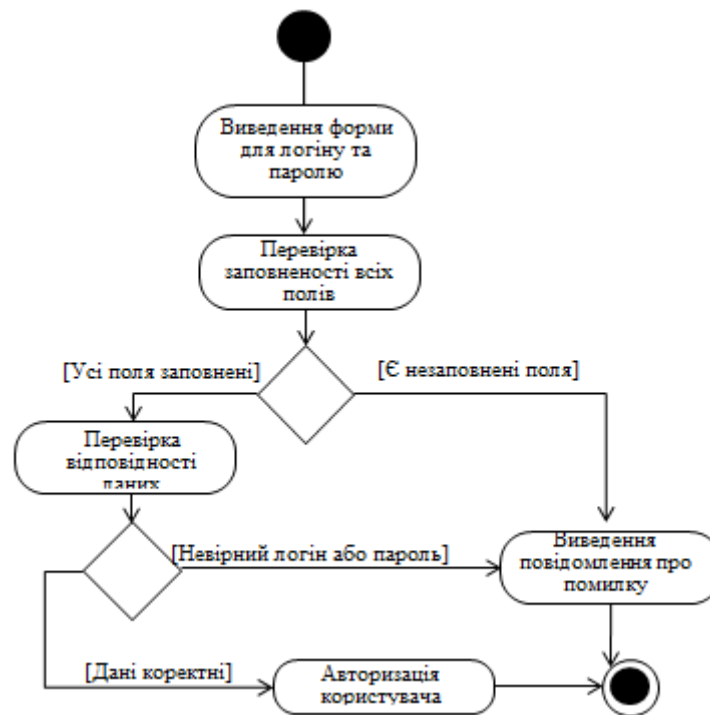 Виведення форми
для логіну та
паролю
Перевірка
заповненості всіх
полів
[Усі поля заповнені]
[Є незаповнені поля]
Перевірка
відповідності
даних
[Невірний логін або пароль]
Виведення
повідомлення про
помилку
[Дані коректні]
Авторизація
користувача